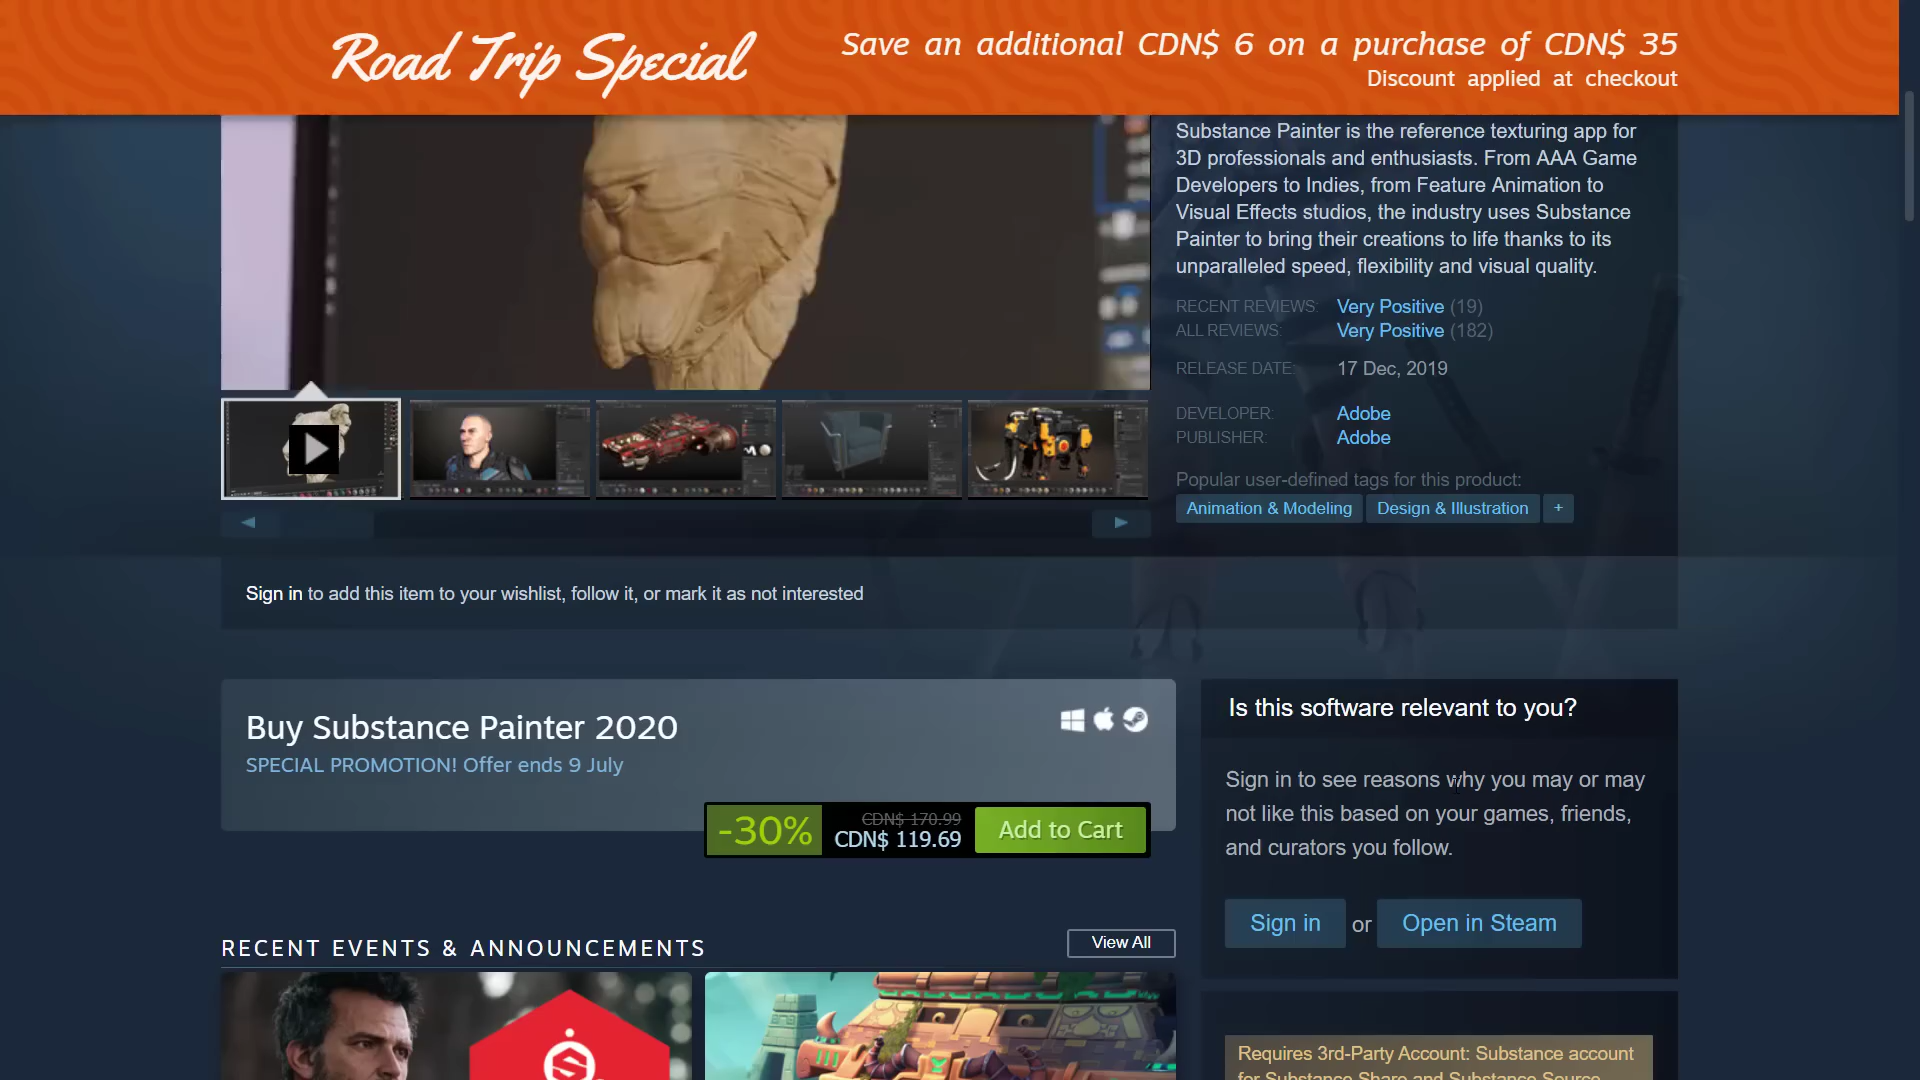 Road Trip Special
Save an additional CDN$ 6 on a purchase of CDN$ 35
Discount applied at checkout
Substance Painter is the reference texturing app for
3D professionals and enthusiasts. From AAA Game
Developers to Indies, from Feature Animation to
Visual Effects studios, the industry uses Substance
Painter to bring their creations to life thanks to its
unparalleled speed, flexibility and visual quality.
RECENT REVIEWS: Very Positive (19)
ALL REVIEWS: Very Positive (182)
RELEASE DATE: 17 Dec, 2019
DEVELOPER: Adobe
PUBLISHER: Adobe
Popular user-defined tags for this product:
Animation & Modeling Design & Illustration +
Sign in to add this item to your wishlist, follow it, or mark it as not interested
Buy Substance Painter 2020
SPECIAL PROMOTION! Offer ends 9 July
-30% CDN$ 170.99 CDN$ 119.69 Add to Cart
Is this software relevant to you?
Sign in to see reasons why you may or may
not like this based on your games, friends,
and curators you follow.
Sign in or Open in Steam
RECENT EVENTS & ANNOUNCEMENTS
View All
Requires 3rd-Party Account: Substance account
for Substance Share and Substance Source